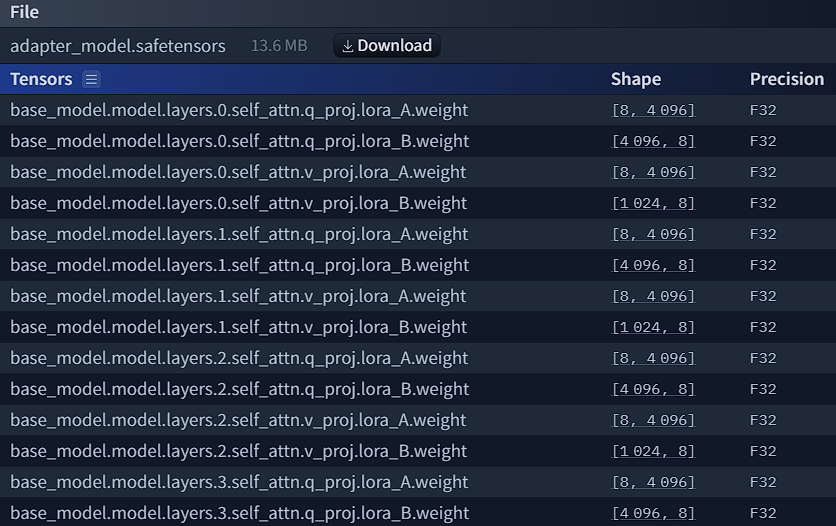 File
adapter_model.safetensors 13.6 MB Download
Tensors Shape Precision
base_model.model.layers.0.self_attn.q_proj.lora_A.weight [8, 4 096] F32
base_model.model.layers.0.self_attn.q_proj.lora_B.weight [4 096, 8] F32
base_model.model.layers.0.self_attn.v_proj.lora_A.weight [8, 4 096] F32
base_model.model.layers.0.self_attn.v_proj.lora_B.weight [1 024, 8] F32
base_model.model.layers.1.self_attn.q_proj.lora_A.weight [8, 4 096] F32
base_model.model.layers.1.self_attn.q_proj.lora_B.weight [4 096, 8] F32
base_model.model.layers.1.self_attn.v_proj.lora_A.weight [8, 4 096] F32
base_model.model.layers.1.self_attn.v_proj.lora_B.weight [1 024, 8] F32
base_model.model.layers.2.self_attn.q_proj.lora_A.weight [8, 4 096] F32
base_model.model.layers.2.self_attn.q_proj.lora_B.weight [4 096, 8] F32
base_model.model.layers.2.self_attn.v_proj.lora_A.weight [8, 4 096] F32
base_model.model.layers.2.self_attn.v_proj.lora_B.weight [1 024, 8] F32
base_model.model.layers.3.self_attn.q_proj.lora_A.weight [8, 4 096] F32
base_model.model.layers.3.self_attn.q_proj.lora_B.weight [4 096, 8] F32